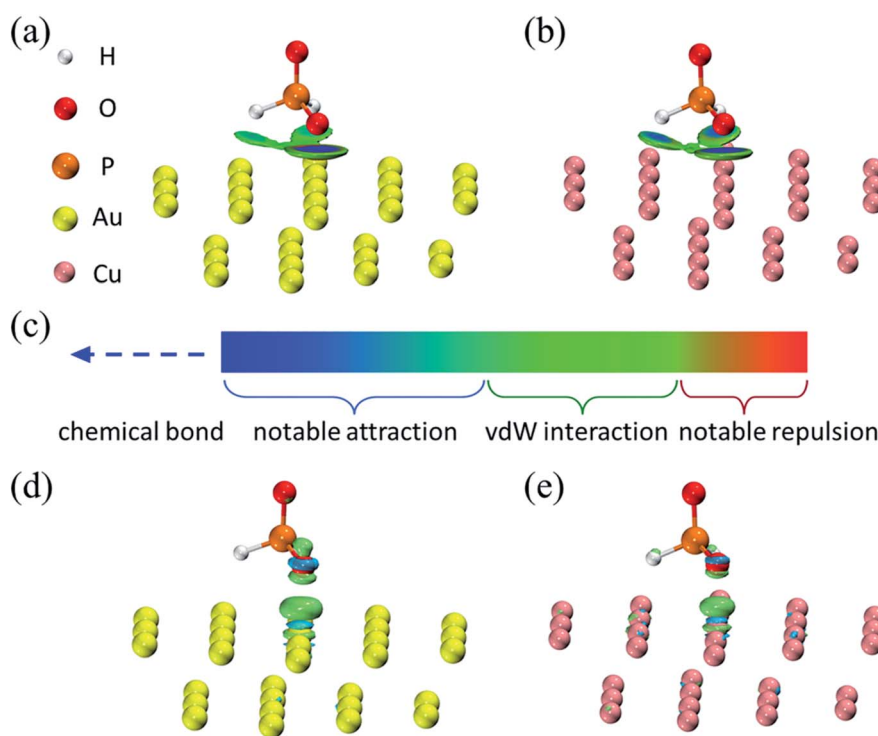 (a)
(b)
H
O
P
Au
Cu
(c)
chemical bond notable attraction vdW interaction notable repulsion
(d)
(e)